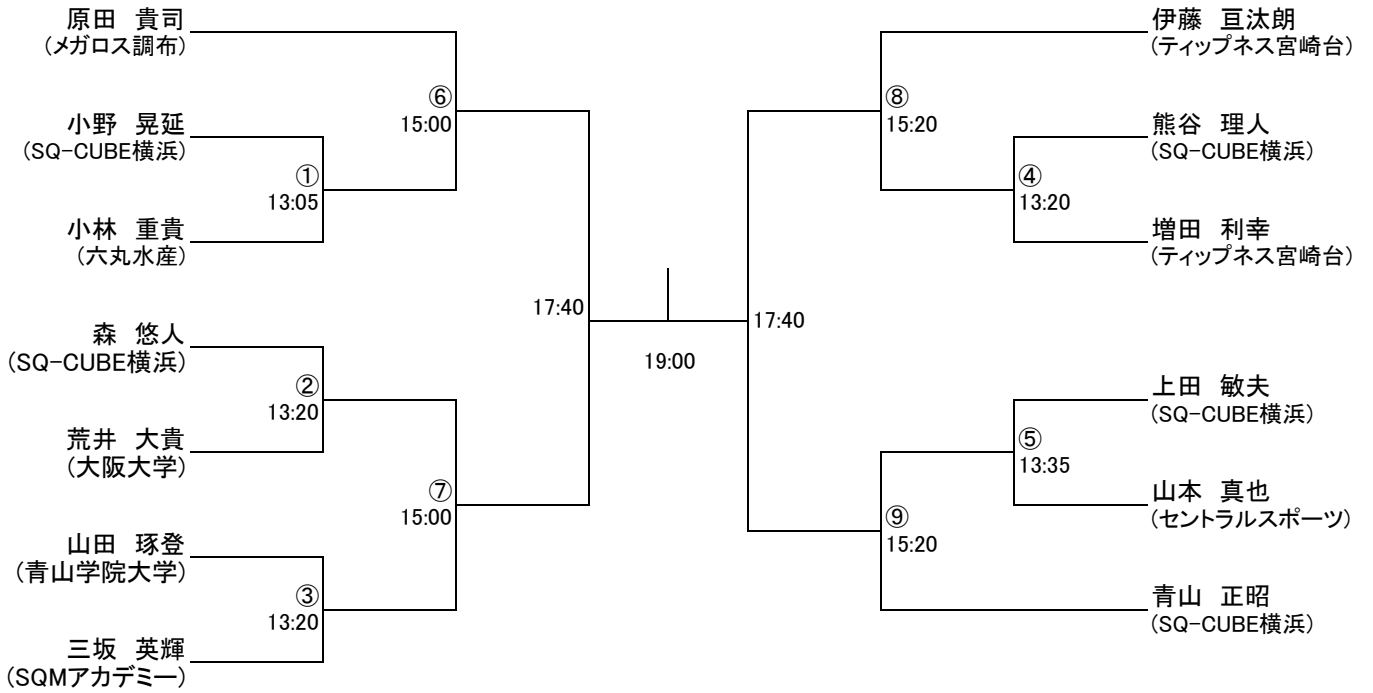 原田 貴司
(メガロス調布)
⑥
15:00
小野 晃延
(SQ-CUBE横浜)
①
13:05
小林 重貴
(六丸水産)
17:40
森 悠人
(SQ-CUBE横浜)
②
13:20
荒井 大貴
(大阪大学)
⑦
15:00
山田 琢登
(青山学院大学)
③
13:20
三坂 英輝
(SQMアカデミー)
19:00
伊藤 亘汰朗
(ティップネス宮崎台)
⑧
15:20
熊谷 理人
(SQ-CUBE横浜)
④
13:20
増田 利幸
(ティップネス宮崎台)
17:40
上田 敏夫
(SQ-CUBE横浜)
⑤
13:35
山本 真也
(セントラルスポーツ)
⑨
15:20
青山 正昭
(SQ-CUBE横浜)